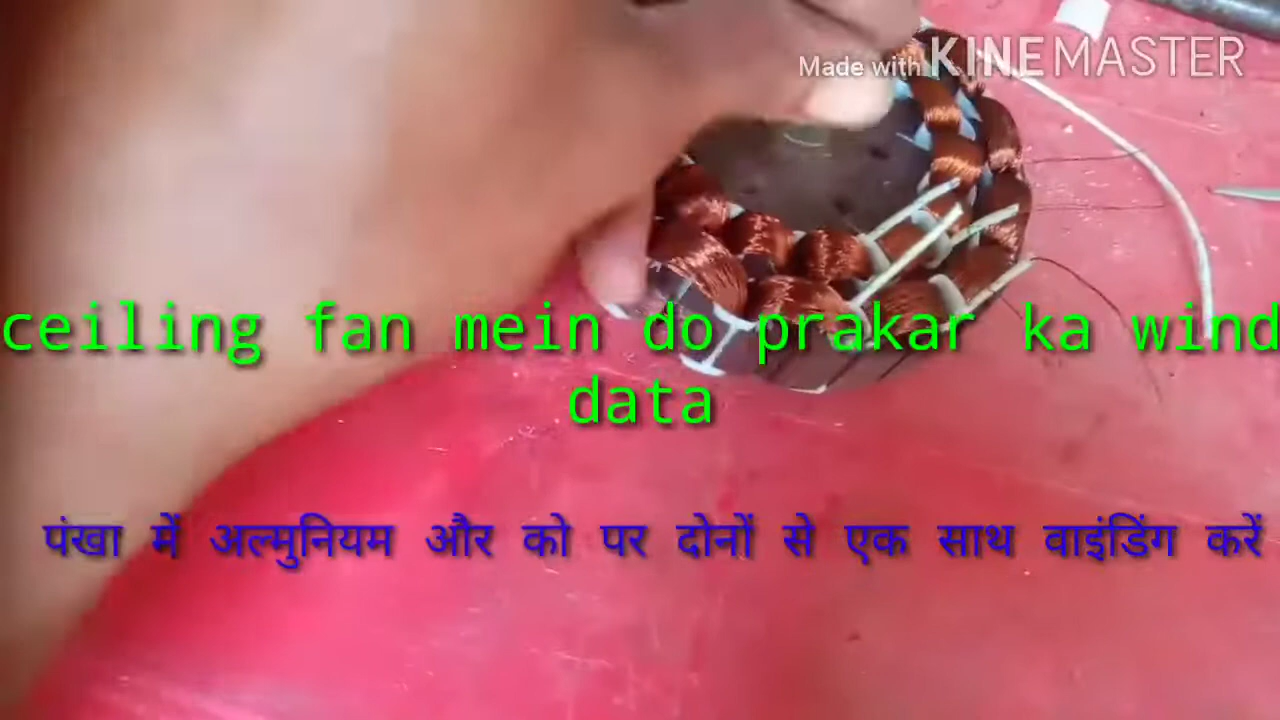 Made with KINEMASTER
ceiling fan mein do prakar ka wind
data
पंखा में अल्मुनियम और को पर दोनों से एक साथ वाइंडिंग करें